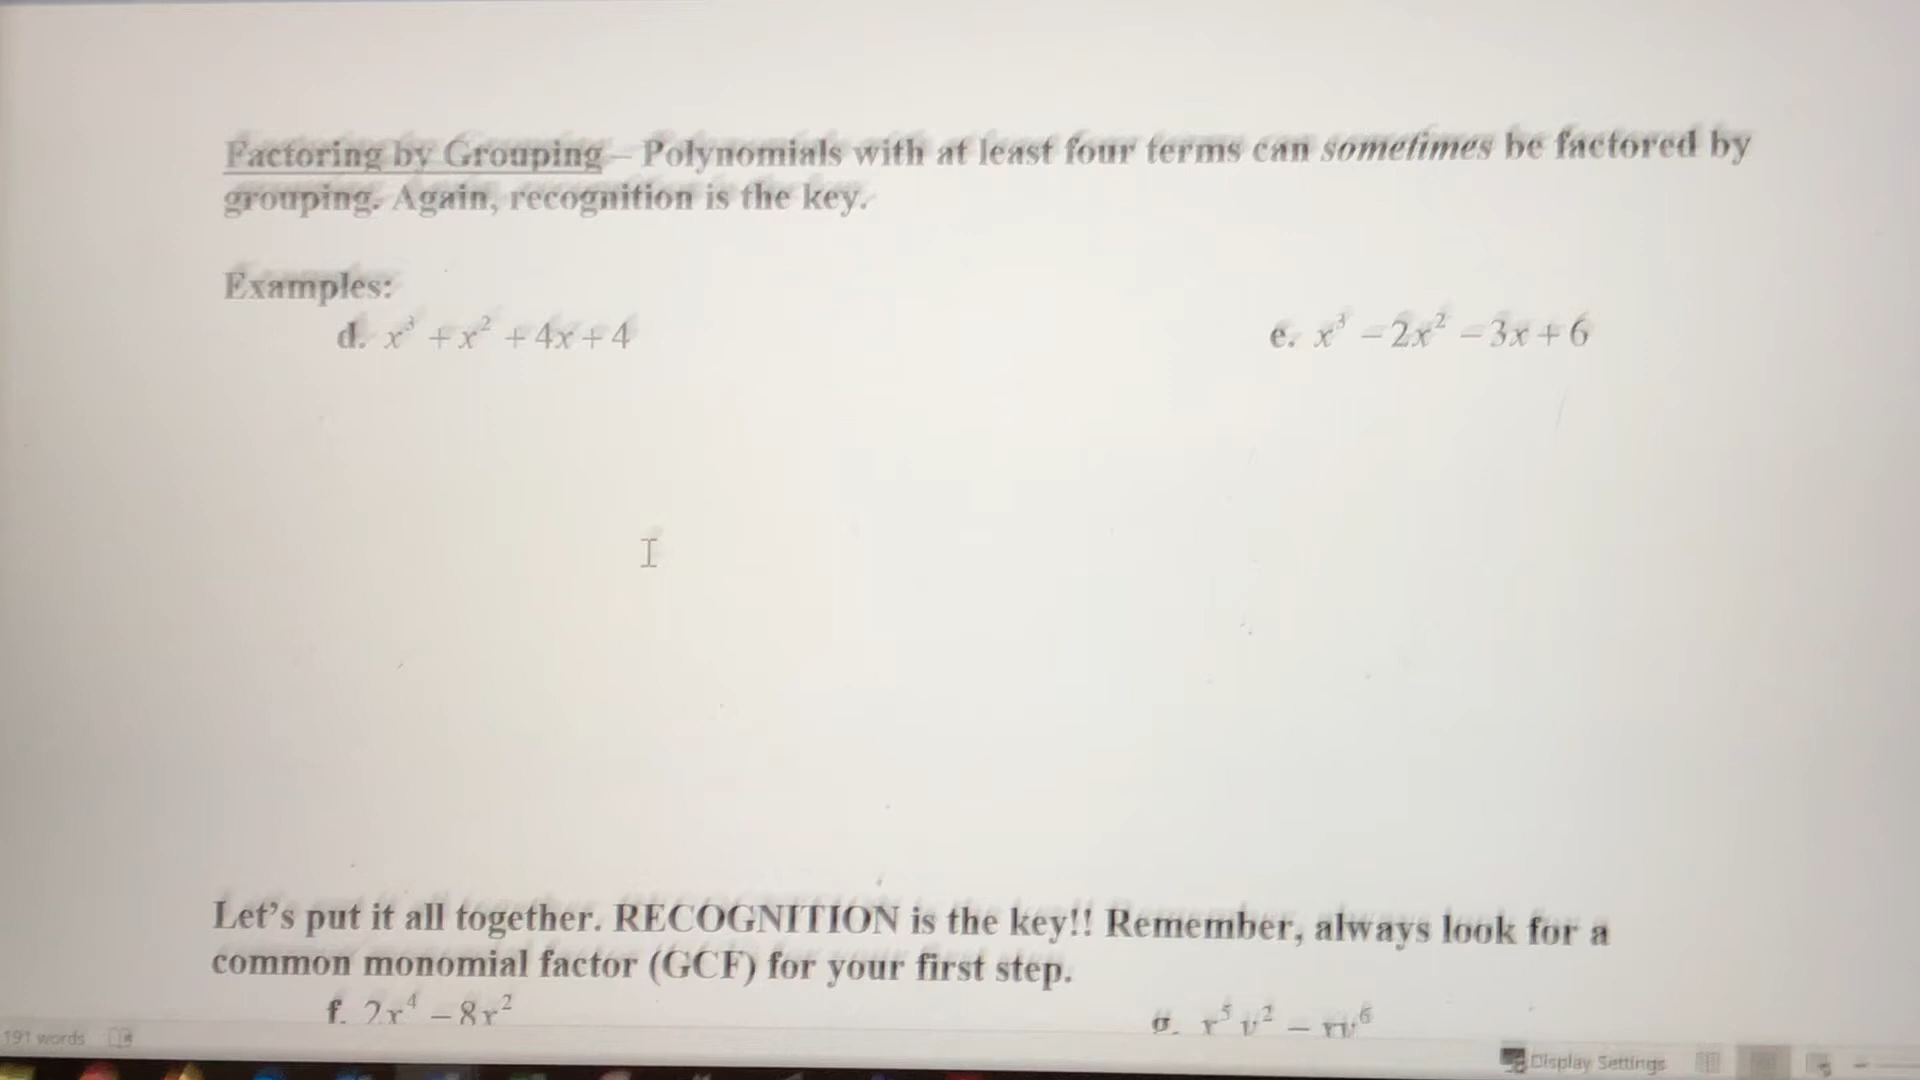 Factoring by Grouping – Polynomials with at least four terms can sometimes be factored by
grouping. Again, recognition is the key.
Examples:
d. x³ + x² + 4x + 4
e. x³ − 2x² − 3x + 6
Let's put it all together. RECOGNITION is the key!! Remember, always look for a
common monomial factor (GCF) for your first step.
f. 2x⁴ − 8x²
g. x⁵y² − xy⁶
191 words
Display Settings